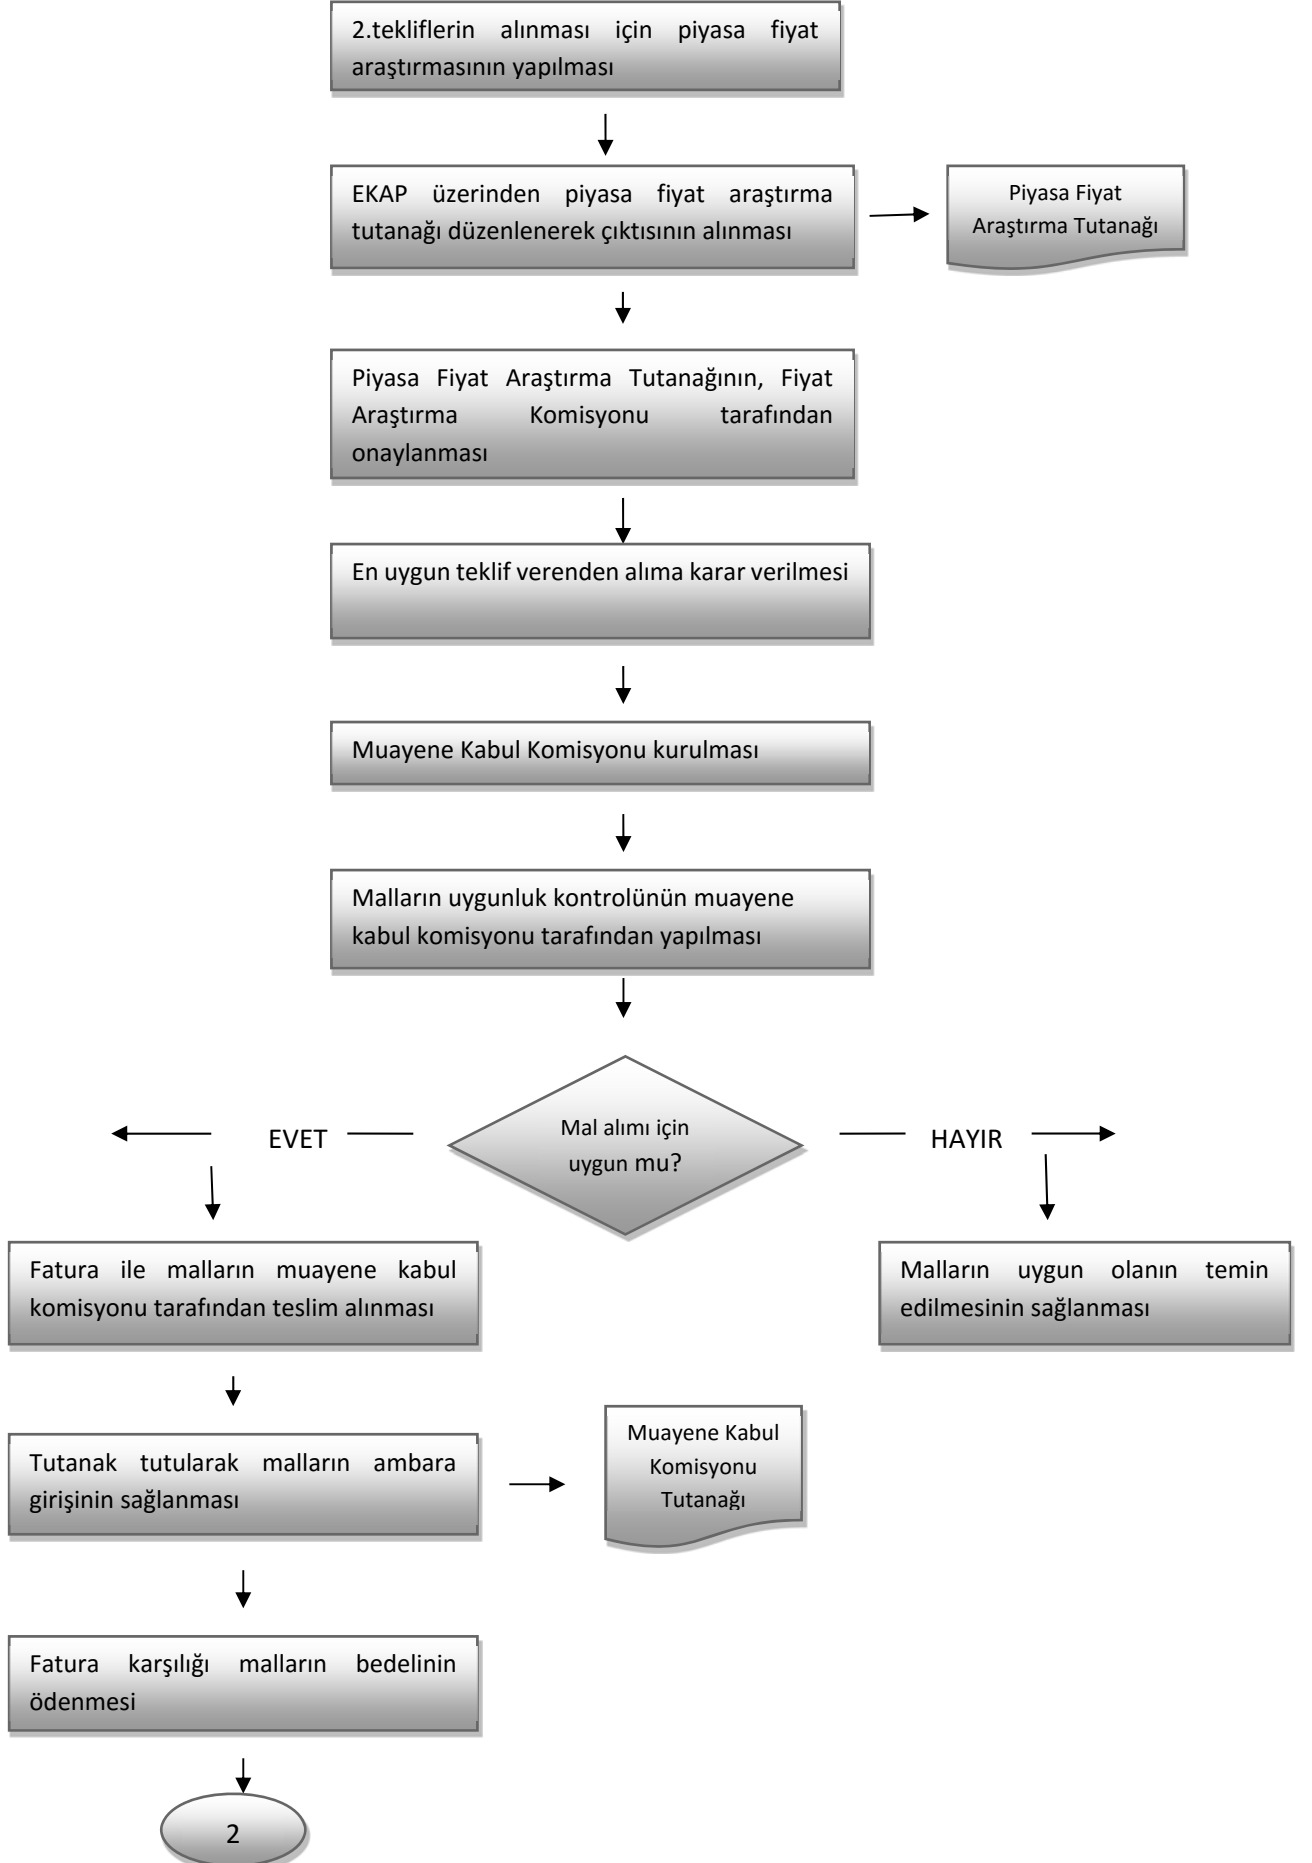 2.tekliflerin alınması için piyasa fiyat
araştırmasının yapılması
EKAP üzerinden piyasa fiyat araştırma
tutanağı düzenlenerek çıktısının alınması
Piyasa Fiyat
Araştırma Tutanağı
Piyasa Fiyat Araştırma Tutanağının, Fiyat
Araştırma Komisyonu tarafından
onaylanması
En uygun teklif verenden alıma karar verilmesi
Muayene Kabul Komisyonu kurulması
Malların uygunluk kontrolünün muayene
kabul komisyonu tarafından yapılması
Mal alımı için
uygun mu?
EVET
HAYIR
Fatura ile malların muayene kabul
komisyonu tarafından teslim alınması
Malların uygun olanın temin
edilmesinin sağlanması
Tutanak tutularak malların ambara
girişinin sağlanması
Muayene Kabul
Komisyonu
Tutanağı
Fatura karşılığı malların bedelinin
ödenmesi
2